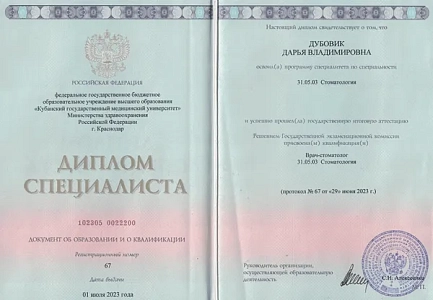 РОССИЙСКАЯ ФЕДЕРАЦИЯ
федеральное государственное бюджетное
образовательное учреждение высшего образования
«Кубанский государственный медицинский университет»
Министерства здравоохранения
Российской Федерации
г. Краснодар
ДИПЛОМ
СПЕЦИАЛИСТА
102305 0022200
ДОКУМЕНТ ОБ ОБРАЗОВАНИИ И О КВАЛИФИКАЦИИ
Регистрационный номер
67
Дата выдачи
01 июля 2023 года
Настоящий диплом свидетельствует о том, что
ДУБОВИК
ДАРЬЯ ВЛАДИМИРОВНА
освоил(а) программу специалитета по специальности
31.05.03 Стоматология
и успешно прошел(ла) государственную итоговую аттестацию
Решением Государственной экзаменационной комиссии
присвоена(ы) квалификация(и)
Врач-стоматолог
31.05.03 Стоматология
(протокол № 67 от «29» июня 2023 г.)
Руководитель организации,
осуществляющей образовательную
деятельность
С.Н. Алексеенко
М.П.